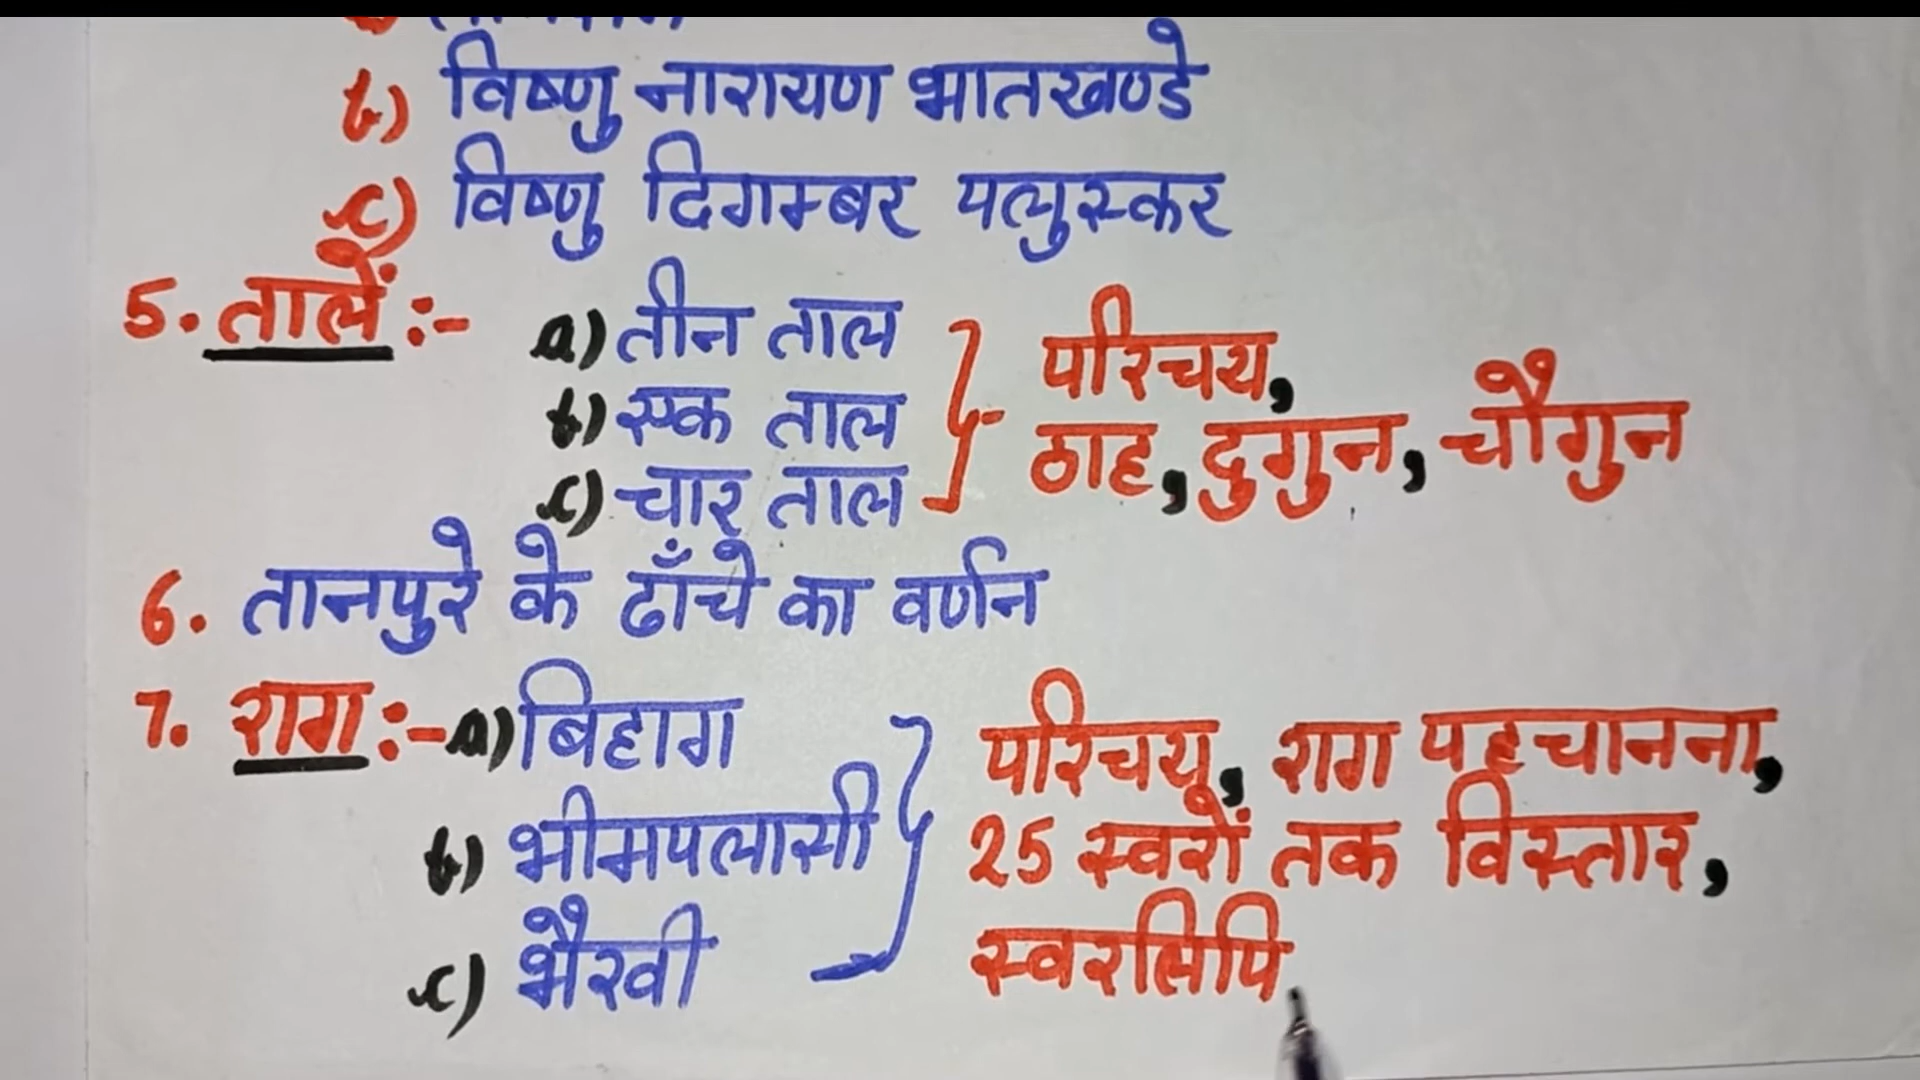 b) विष्णु नारायण भातखण्डे
c) विष्णु दिगम्बर पलुस्कर
5. तालें :- a) तीन ताल
b) एक ताल
c) चार ताल
परिचय,
ठाह, दुगुन, चौगुन
6. तानपुरे के ढाँचे का वर्णन
7. राग :- a) बिहाग
b) भीमपलासी
c) भैरवी
परिचय, राग पहचानना,
25 स्वरों तक विस्तार,
स्वरलिपि